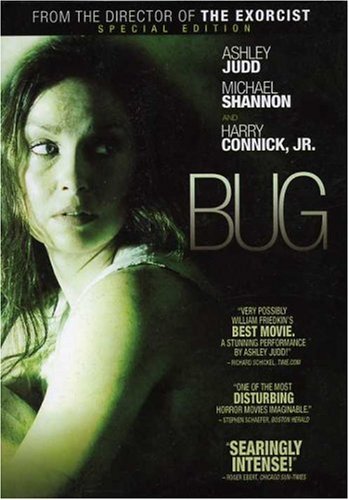 FROM THE DIRECTOR OF THE EXORCIST
SPECIAL EDITION
ASHLEY
JUDD
MICHAEL
SHANNON
AND
HARRY
CONNICK, JR.
BUG
"VERY POSSIBLY
WILLIAM FRIEDKIN'S
BEST MOVIE.
A STUNNING PERFORMANCE
BY ASHLEY JUDD!"
– RICHARD SCHICKEL, TIME.COM
"ONE OF THE MOST
DISTURBING
HORROR MOVIES IMAGINABLE."
– STEPHEN SCHAEFER, BOSTON HERALD
"SEARINGLY
INTENSE!"
– ROGER EBERT, CHICAGO SUN-TIMES